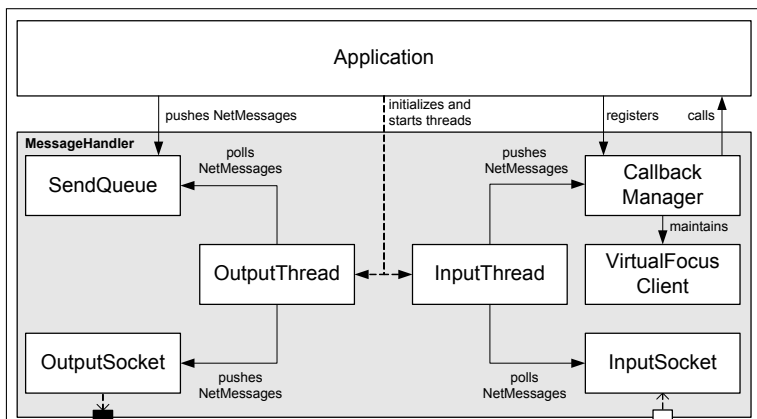 Application
pushes NetMessages
initializes and
starts threads
registers
calls
MessageHandler
SendQueue
polls
NetMessages
pushes
NetMessages
Callback
Manager
maintains
OutputThread
InputThread
VirtualFocus
Client
OutputSocket
pushes
NetMessages
polls
NetMessages
InputSocket